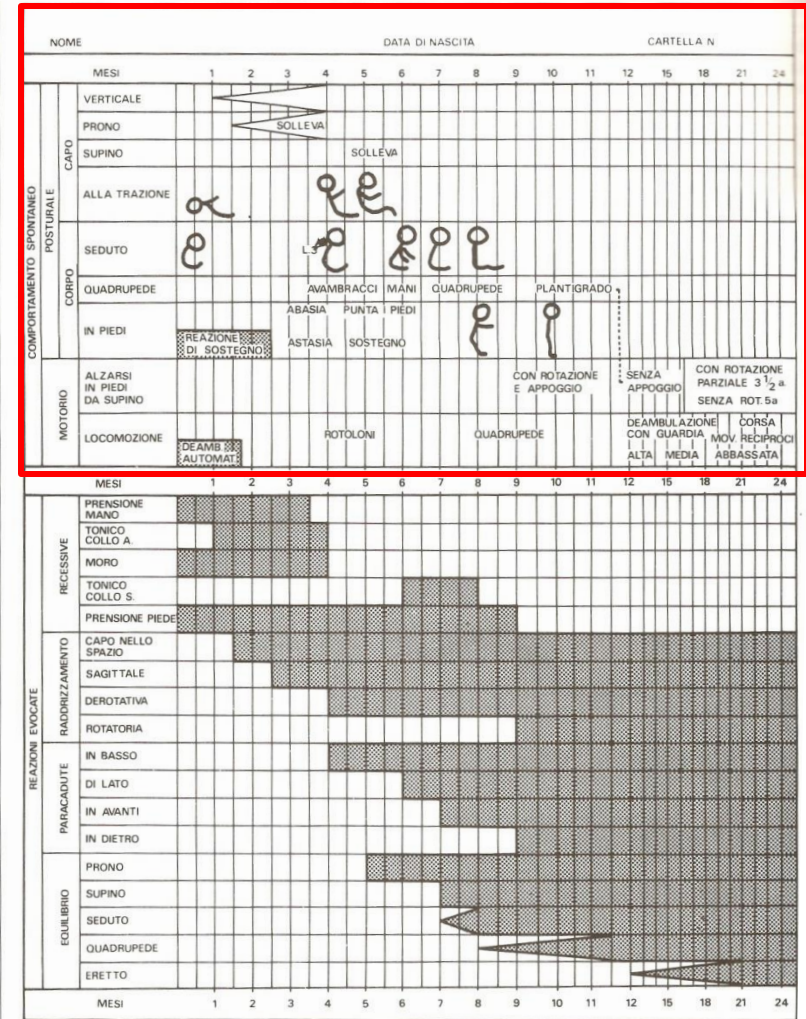 NOME DATA DI NASCITA CARTELLA N
MESI 1 2 3 4 5 6 7 8 9 10 11 12 15 18 21 24
COMPORTAMENTO SPONTANEO
POSTURALE
CAPO
VERTICALE
PRONO SOLLEVA
SUPINO SOLLEVA
ALLA TRAZIONE
CORPO
SEDUTO L.3
QUADRUPEDE AVAMBRACCI MANI QUADRUPEDE PLANTIGRADO
ABASIA PUNTA I PIEDI
IN PIEDI
REAZIONE DI SOSTEGNO
ASTASIA SOSTEGNO
MOTORIO
ALZARSI IN PIEDI DA SUPINO
CON ROTAZIONE E APPOGGIO
SENZA APPOGGIO
CON ROTAZIONE PARZIALE 3 1/2 a.
SENZA ROT. 5a
LOCOMOZIONE
DEAMB. AUTOMAT.
ROTOLONI QUADRUPEDE
DEAMBULAZIONE CON GUARDIA
ALTA MEDIA ABBASSATA
CORSA
MOV. RECIPROCI
MESI 1 2 3 4 5 6 7 8 9 10 11 12 15 18 21 24
REAZIONI EVOCATE
RECESSIVE
PRENSIONE MANO
TONICO COLLO A.
MORO
TONICO COLLO S.
PRENSIONE PIEDE
RADDRIZZAMENTO
CAPO NELLO SPAZIO
SAGITTALE
DEROTATIVA
ROTATORIA
PARACADUTE
IN BASSO
DI LATO
IN AVANTI
IN DIETRO
EQUILIBRIO
PRONO
SUPINO
SEDUTO
QUADRUPEDE
ERETTO
MESI 1 2 3 4 5 6 7 8 9 10 11 12 15 18 21 24